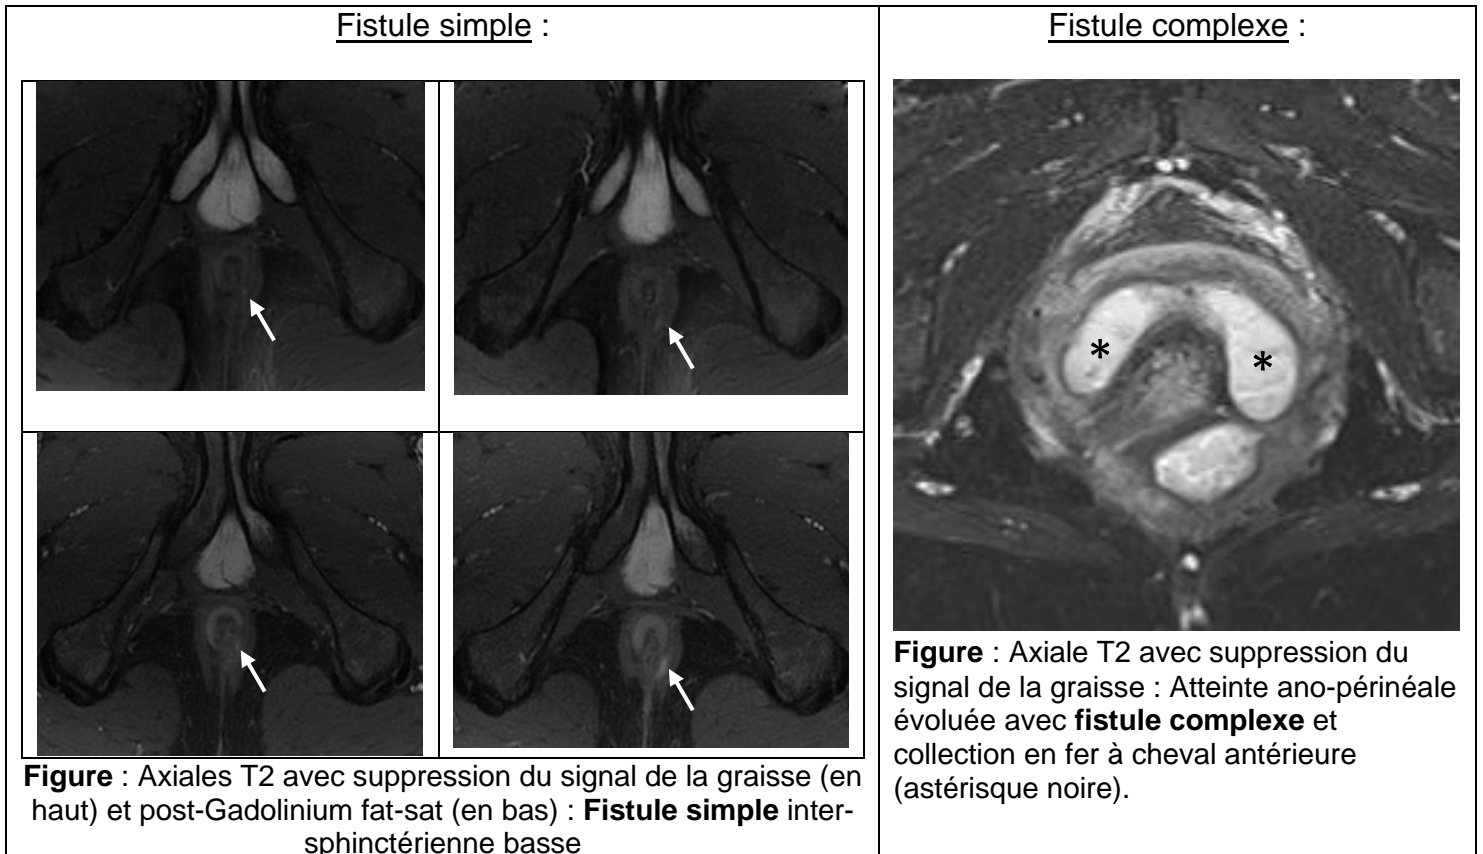 Fistule simple :
Figure : Axiales T2 avec suppression du signal de la graisse (en
haut) et post-Gadolinium fat-sat (en bas) : Fistule simple inter-
sphinctérienne basse
Fistule complexe :
*
*
Figure : Axiale T2 avec suppression du
signal de la graisse : Atteinte ano-périnéale
évoluée avec fistule complexe et
collection en fer à cheval antérieure
(astérisque noire).